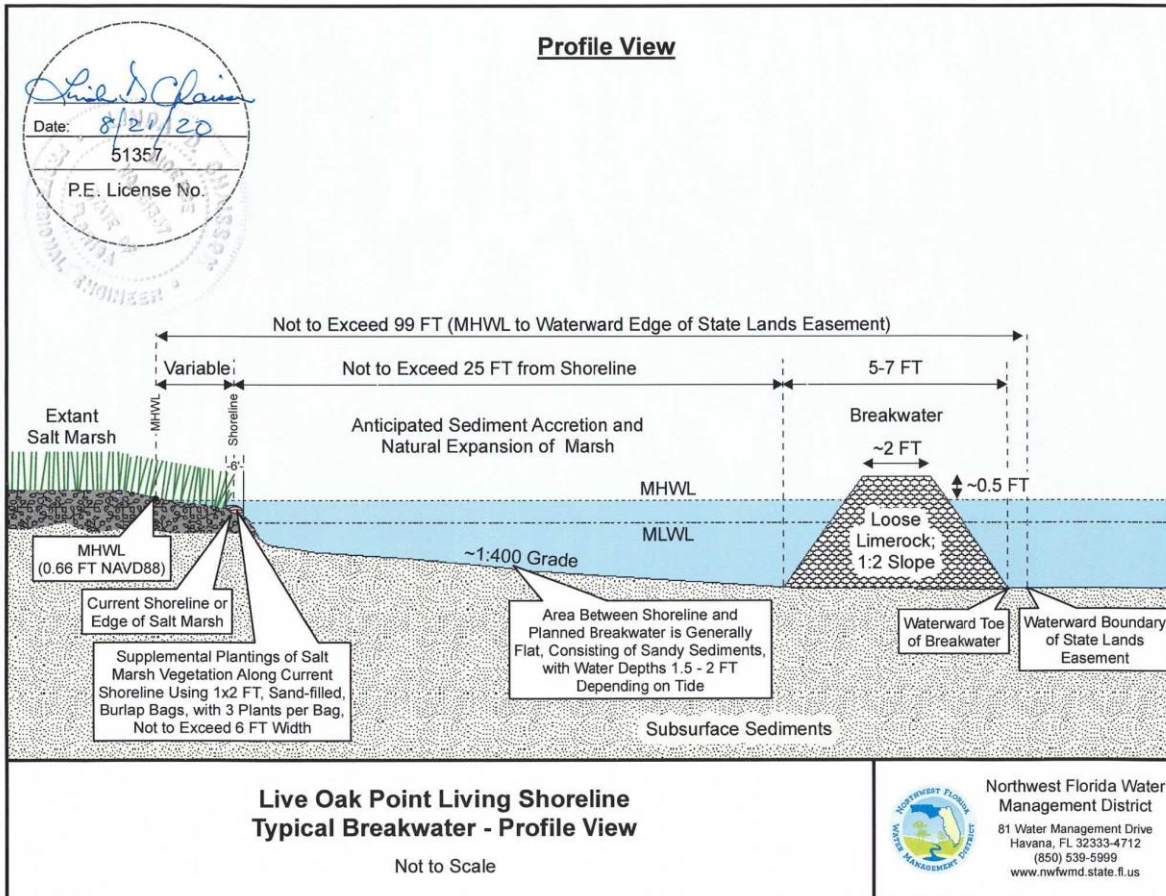 Profile View
Date: 8/21/20
51357
P.E. License No.
Not to Exceed 99 FT (MHWL to Waterward Edge of State Lands Easement)
Variable
Not to Exceed 25 FT from Shoreline
5-7 FT
MHWL
Shoreline
Extant
Salt Marsh
-6'-
Anticipated Sediment Accretion and
Natural Expansion of Marsh
Breakwater
~2 FT
~0.5 FT
MHWL
MLWL
Loose
Limerock;
1:2 Slope
~1:400 Grade
MHWL
(0.66 FT NAVD88)
Current Shoreline or
Edge of Salt Marsh
Supplemental Plantings of Salt
Marsh Vegetation Along Current
Shoreline Using 1x2 FT, Sand-filled,
Burlap Bags, with 3 Plants per Bag,
Not to Exceed 6 FT Width
Area Between Shoreline and
Planned Breakwater is Generally
Flat, Consisting of Sandy Sediments,
with Water Depths 1.5 - 2 FT
Depending on Tide
Waterward Toe
of Breakwater
Waterward Boundary
of State Lands
Easement
Subsurface Sediments
Live Oak Point Living Shoreline
Typical Breakwater - Profile View
Not to Scale
NORTHWEST FLORIDA
WATER MANAGEMENT DISTRICT
Northwest Florida Water
Management District
81 Water Management Drive
Havana, FL 32333-4712
(850) 539-5999
www.nwfwmd.state.fl.us